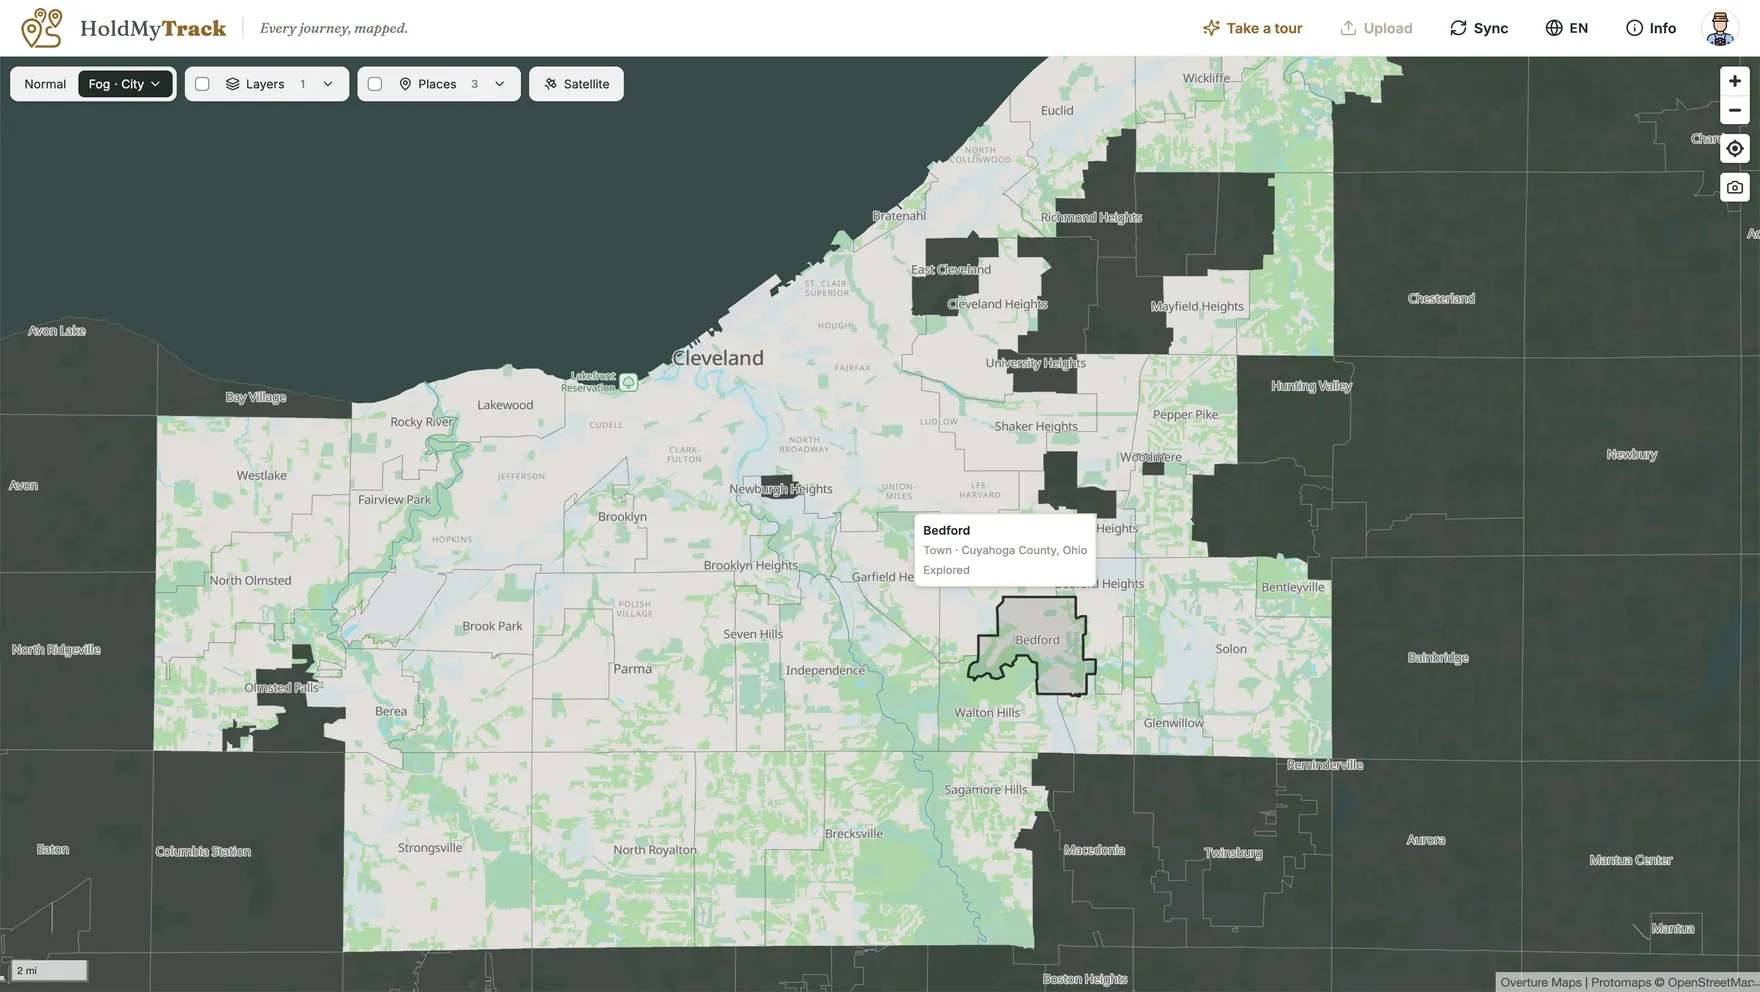 HoldMyTrack
Every journey, mapped.
Take a tour
Upload
Sync
EN
Info
Normal
Fog · City
Layers 1
Places 3
Satellite
Wickliffe
Euclid
NORTH
COLLINWOOD
Bratenahl
Richmond Heights
East Cleveland
Cleveland Heights
ST. CLAIR-
SUPERIOR
Mayfield Heights
Chesterland
HOUGH
Avon Lake
Cleveland
University Heights
FAIRFAX
Lakefront
Reservation
Hunting Valley
Bay Village
Lakewood
Rocky River
Pepper Pike
CUDELL
LUDLOW
Shaker Heights
NORTH
BROADWAY
CLARK-
FULTON
Woodmere
Newbury
Westlake
JEFFERSON
Avon
Newburgh Heights
UNION-
MILES
LEE-
HARVARD
Fairview Park
Brooklyn
Heights
HOPKINS
Bedford
Town · Cuyahoga County, Ohio
Explored
Brooklyn Heights
Garfield He
North Olmsted
Heights
Bentleyville
POLISH
VILLAGE
Brook Park
Seven Hills
Bedford
North Ridgeville
Solon
Bainbridge
Parma
Independence
Olmsted Falls
Berea
Walton Hills
Glenwillow
Reminderville
Sagamore Hills
Brecksville
Aurora
Eaton
Columbia Station
Strongsville
North Royalton
Macedonia
Twinsburg
Mantua Center
Mantua
2 mi
Boston Heights
Overture Maps | Protomaps © OpenStreetMap